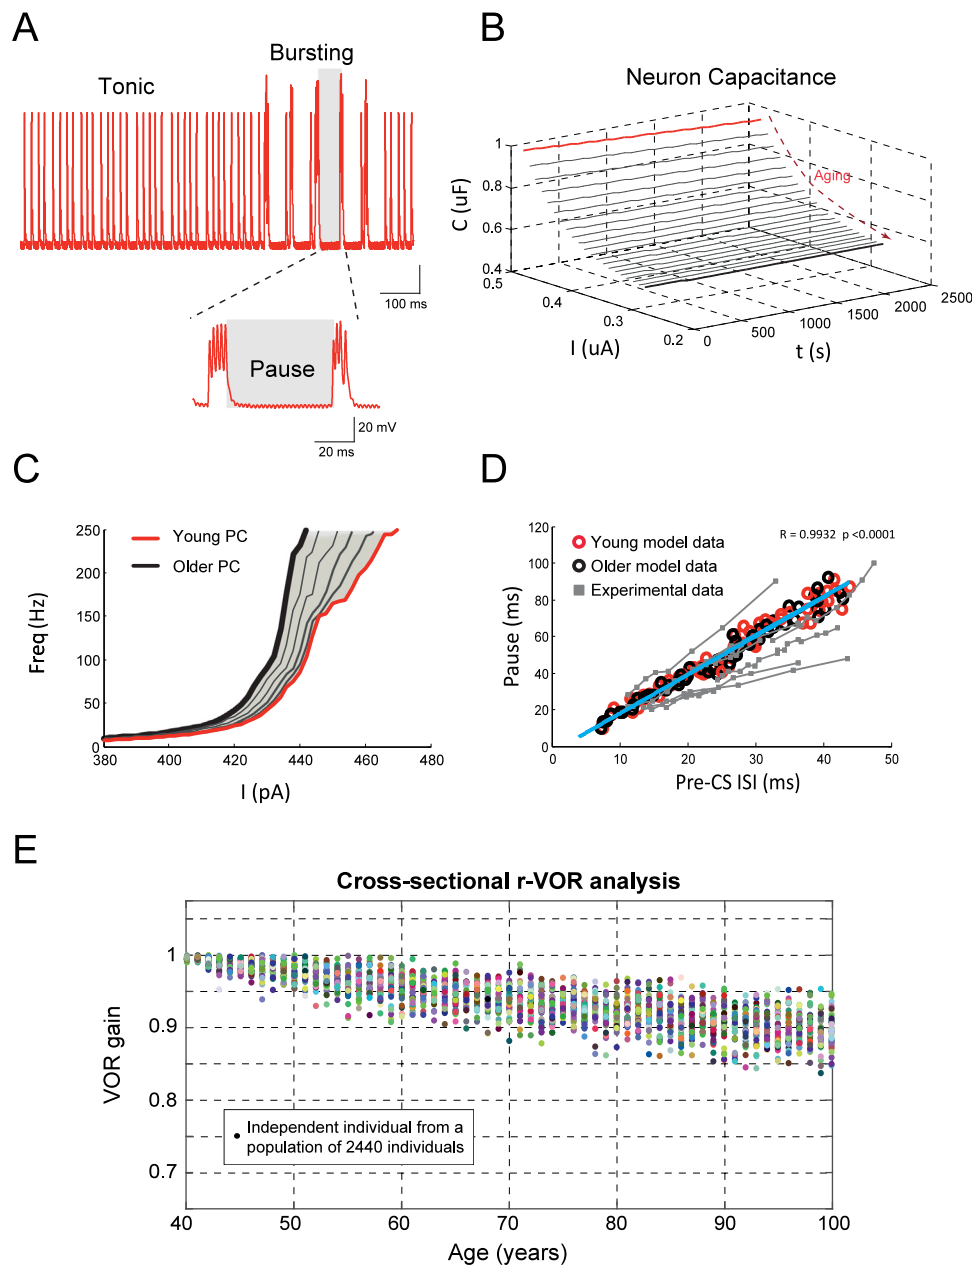 A
Bursting
Tonic
100 ms
Pause
20 mV
20 ms
B
Neuron Capacitance
1
0.8
0.6
0.4
C (uF)
Aging
0.5
0.4
0.3
0.2
I (uA)
0
500
1000
1500
2000
2500
t (s)
C
250
200
150
100
50
0
Freq (Hz)
Young PC
Older PC
380
400
420
440
460
480
I (pA)
D
120
100
80
60
40
20
0
Pause (ms)
R = 0.9932 p <0.0001
Young model data
Older model data
Experimental data
0
10
20
30
40
50
Pre-CS ISI (ms)
E
Cross-sectional r-VOR analysis
1
0.9
0.8
0.7
VOR gain
Independent individual from a
population of 2440 individuals
40
50
60
70
80
90
100
Age (years)